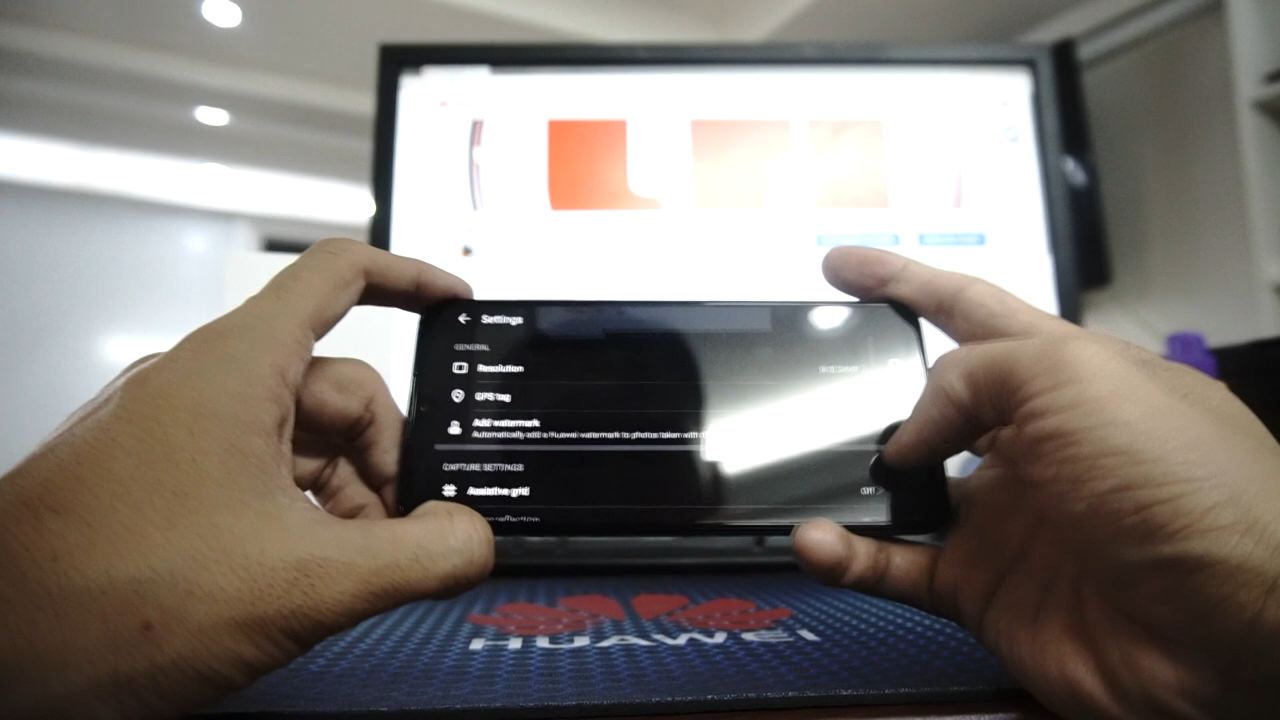 Settings
GENERAL
Resolution
GPS tag
Add watermark
Automatically add a Huawei watermark to photos taken with t
CAPTURE SETTINGS
Assistive grid
Off
HUAWEI